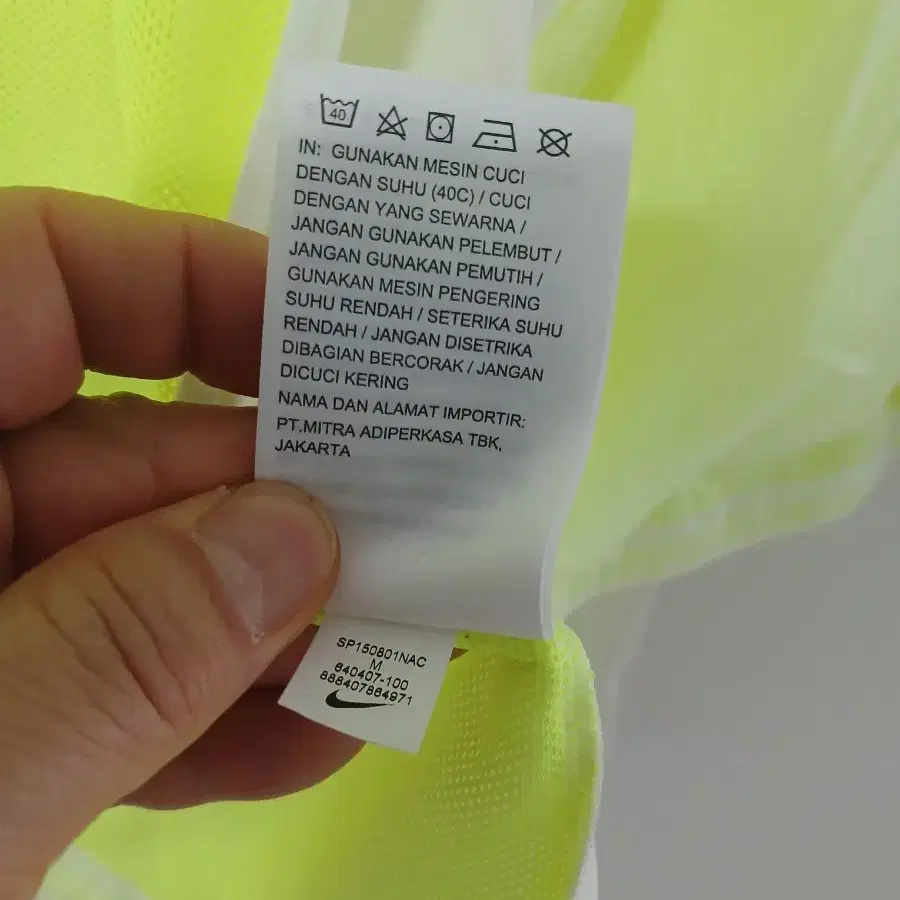 40
IN: GUNAKAN MESIN CUCI
DENGAN SUHU (40C) / CUCI
DENGAN YANG SEWARNA /
JANGAN GUNAKAN PELEMBUT /
JANGAN GUNAKAN PEMUTIH /
GUNAKAN MESIN PENGERING
SUHU RENDAH / SETERIKA SUHU
RENDAH / JANGAN DISETRIKA
DIBAGIAN BERCORAK / JANGAN
DICUCI KERING
NAMA DAN ALAMAT IMPORTIR:
PT.MITRA ADIPERKASA TBK,
JAKARTA
SP150801NAC
M
640407-100
888407864971